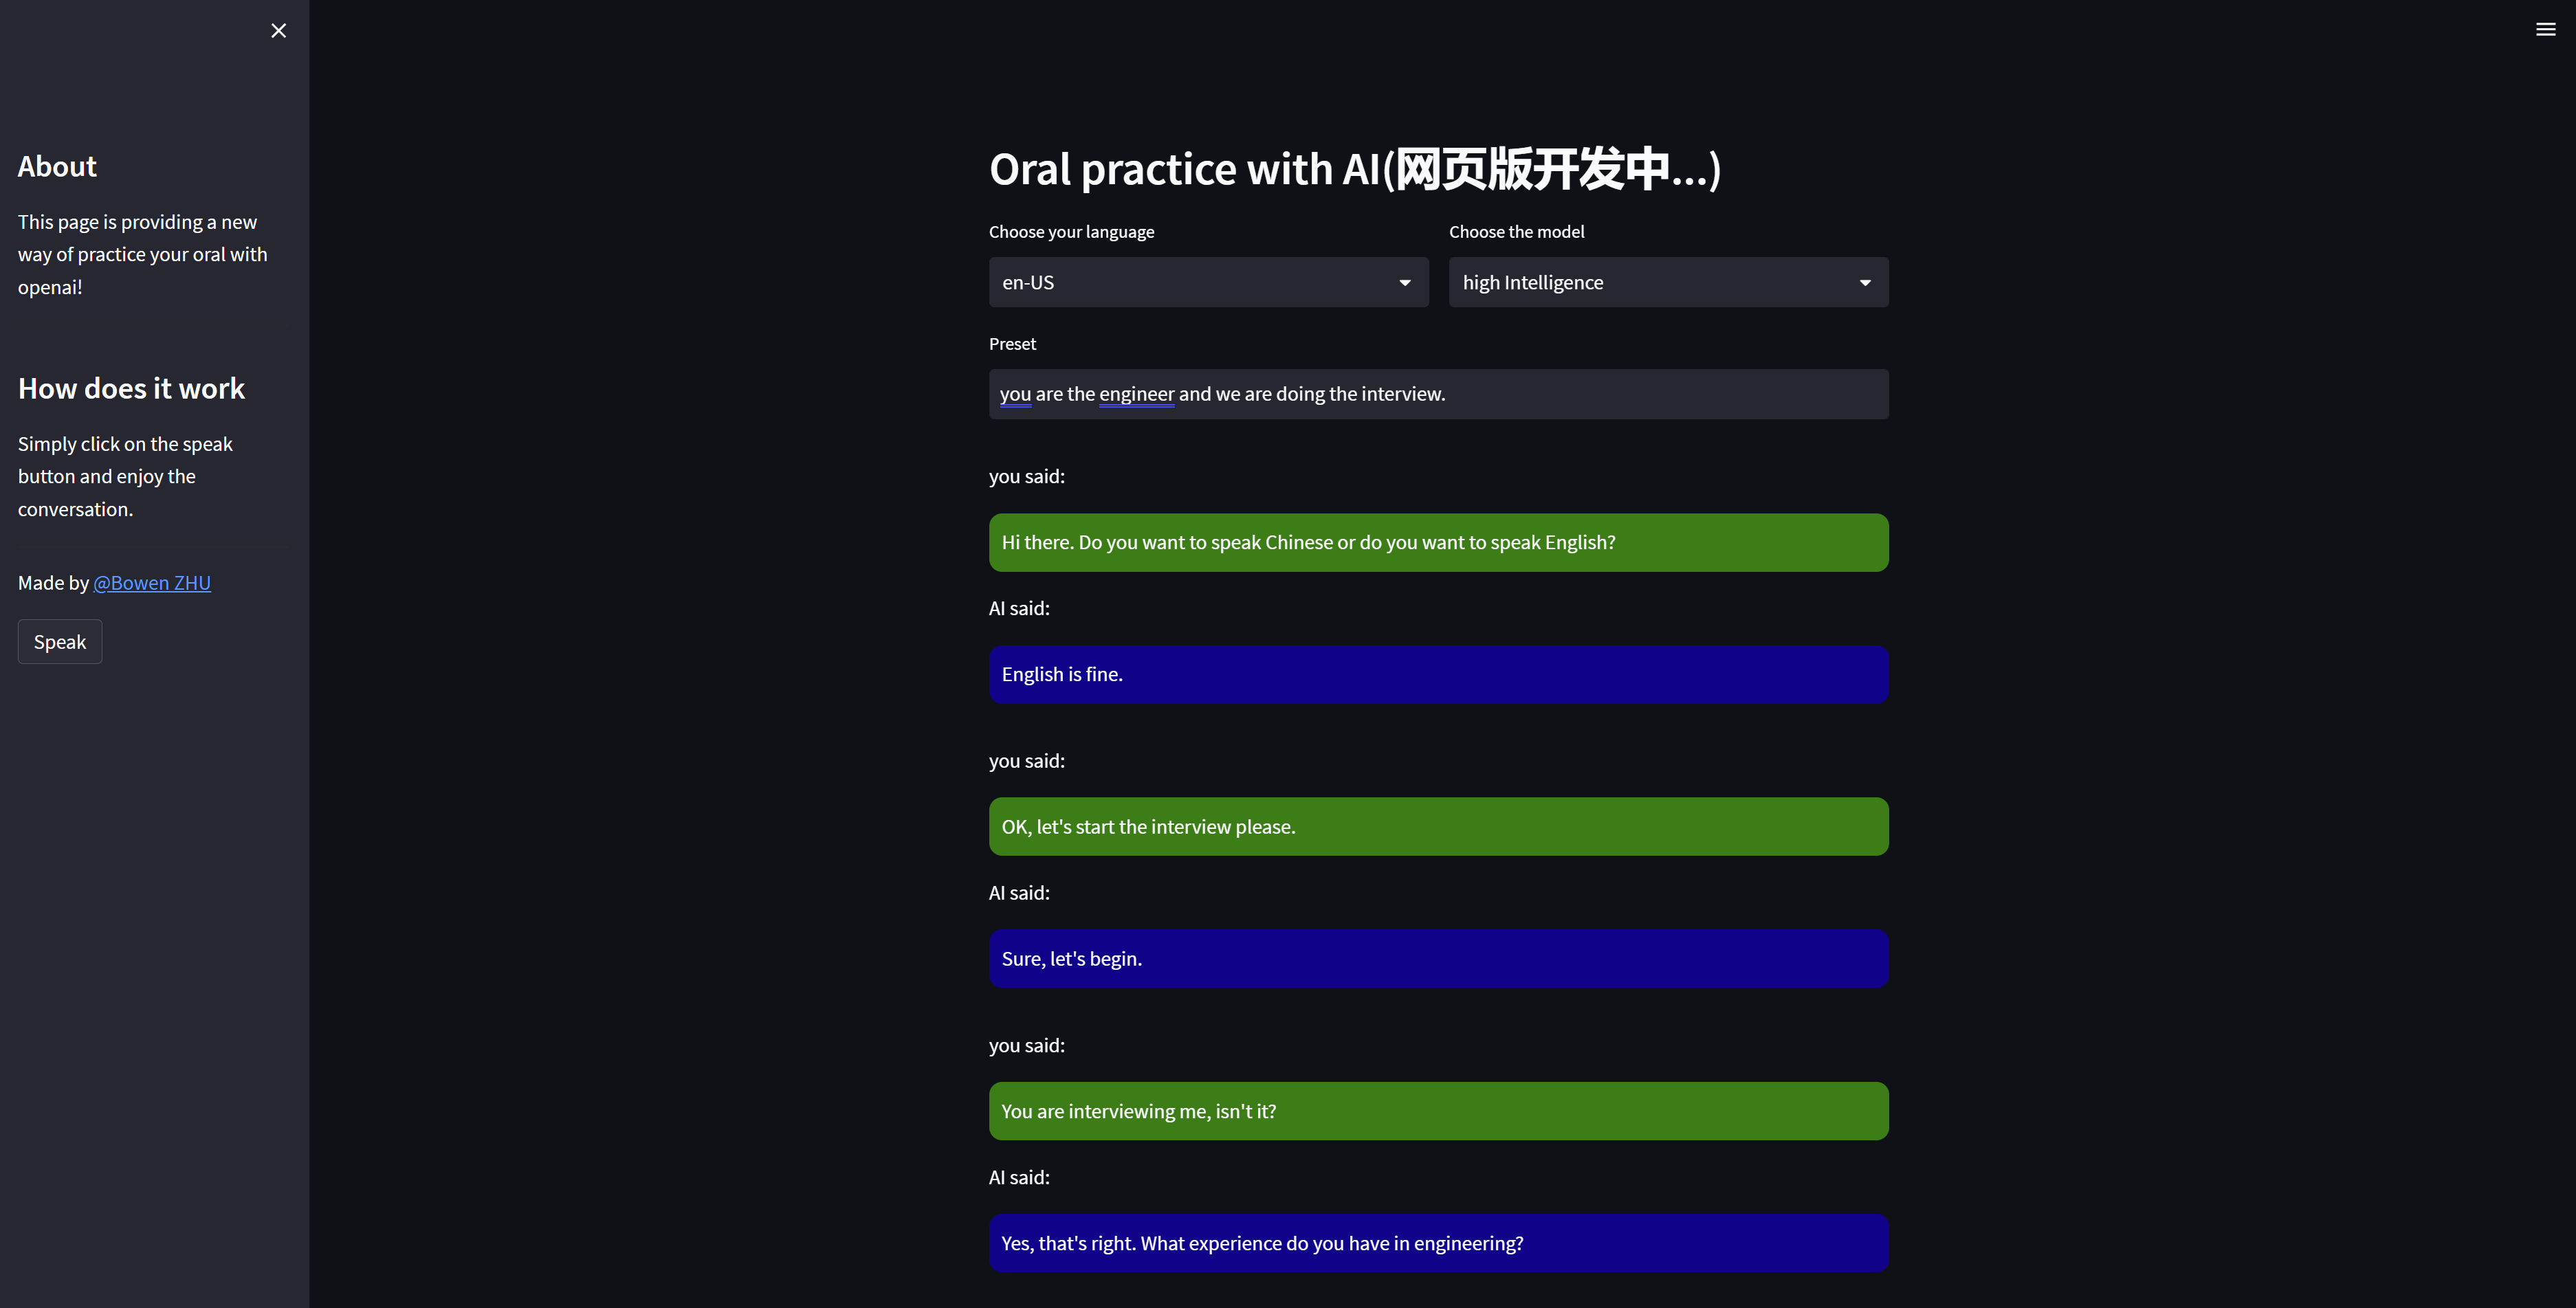 About
This page is providing a new
way of practice your oral with
openai!
How does it work
Simply click on the speak
button and enjoy the
conversation.
Made by @Bowen ZHU
Speak
Oral practice with AI(网页版开发中...)
Choose your language
Choose the model
en-US
high Intelligence
Preset
you are the engineer and we are doing the interview.
you said:
Hi there. Do you want to speak Chinese or do you want to speak English?
AI said:
English is fine.
you said:
OK, let's start the interview please.
AI said:
Sure, let's begin.
you said:
You are interviewing me, isn't it?
AI said:
Yes, that's right. What experience do you have in engineering?